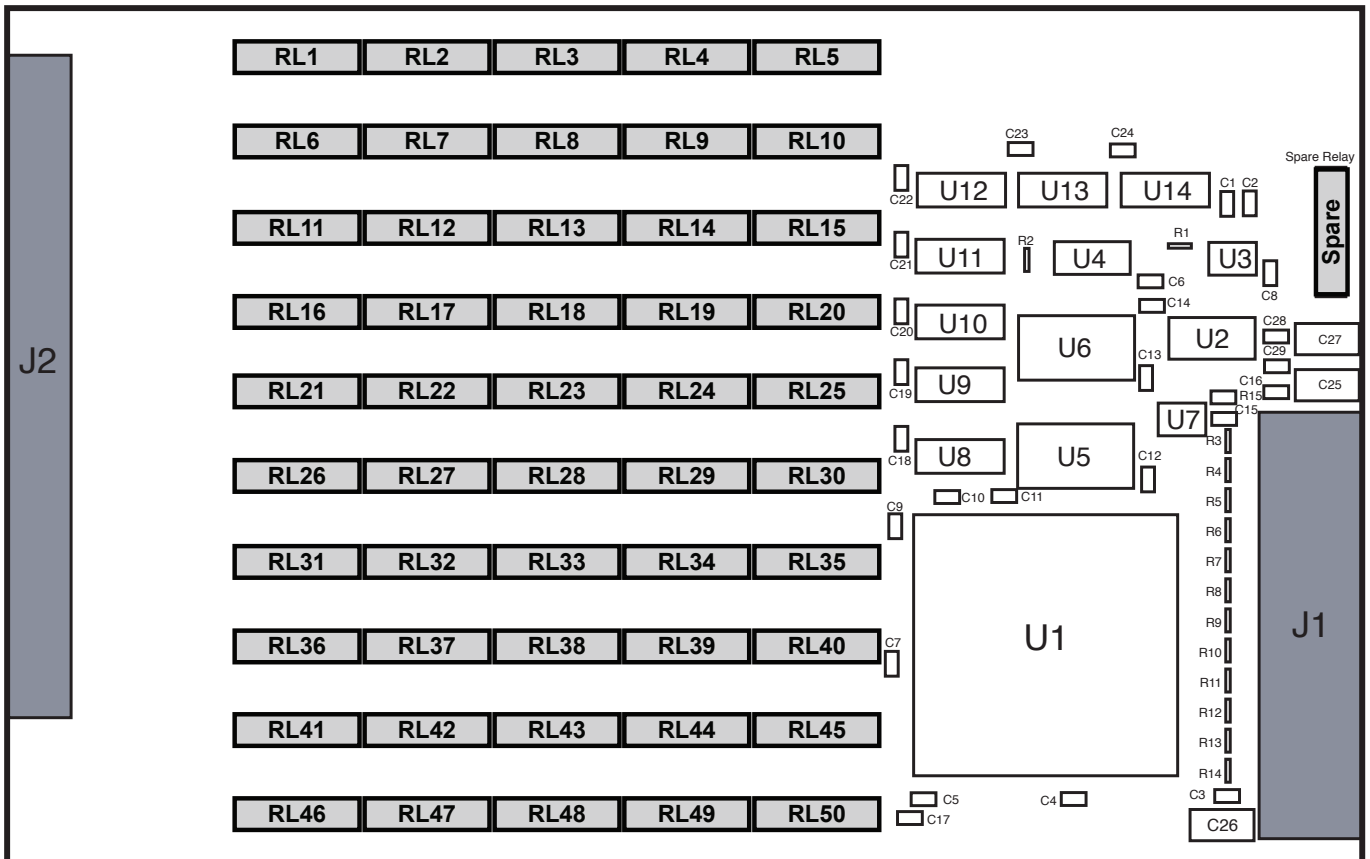 RL1 RL2 RL3 RL4 RL5
RL6 RL7 RL8 RL9 RL10
C23 C24
Spare Relay
C22 U12 U13 U14 C1 C2
Spare
RL11 RL12 RL13 RL14 RL15
C21 U11 R2 U4 R1 U3
C6 C8
C14
RL16 RL17 RL18 RL19 RL20
C20 U10 U6 U2 C28 C27
C29
C13
J2
RL21 RL22 RL23 RL24 RL25
C19 U9 C16 C25
R15
U7 C15
R3
RL26 RL27 RL28 RL29 RL30
C18 U8 U5 C12 R4
C10 C11 R5
C9 R6
RL31 RL32 RL33 RL34 RL35
R7
R8
R9
J1
RL36 RL37 RL38 RL39 RL40
C7 U1 R10
R11
R12
RL41 RL42 RL43 RL44 RL45
R13
R14
C5 C4 C3
RL46 RL47 RL48 RL49 RL50
C17 C26